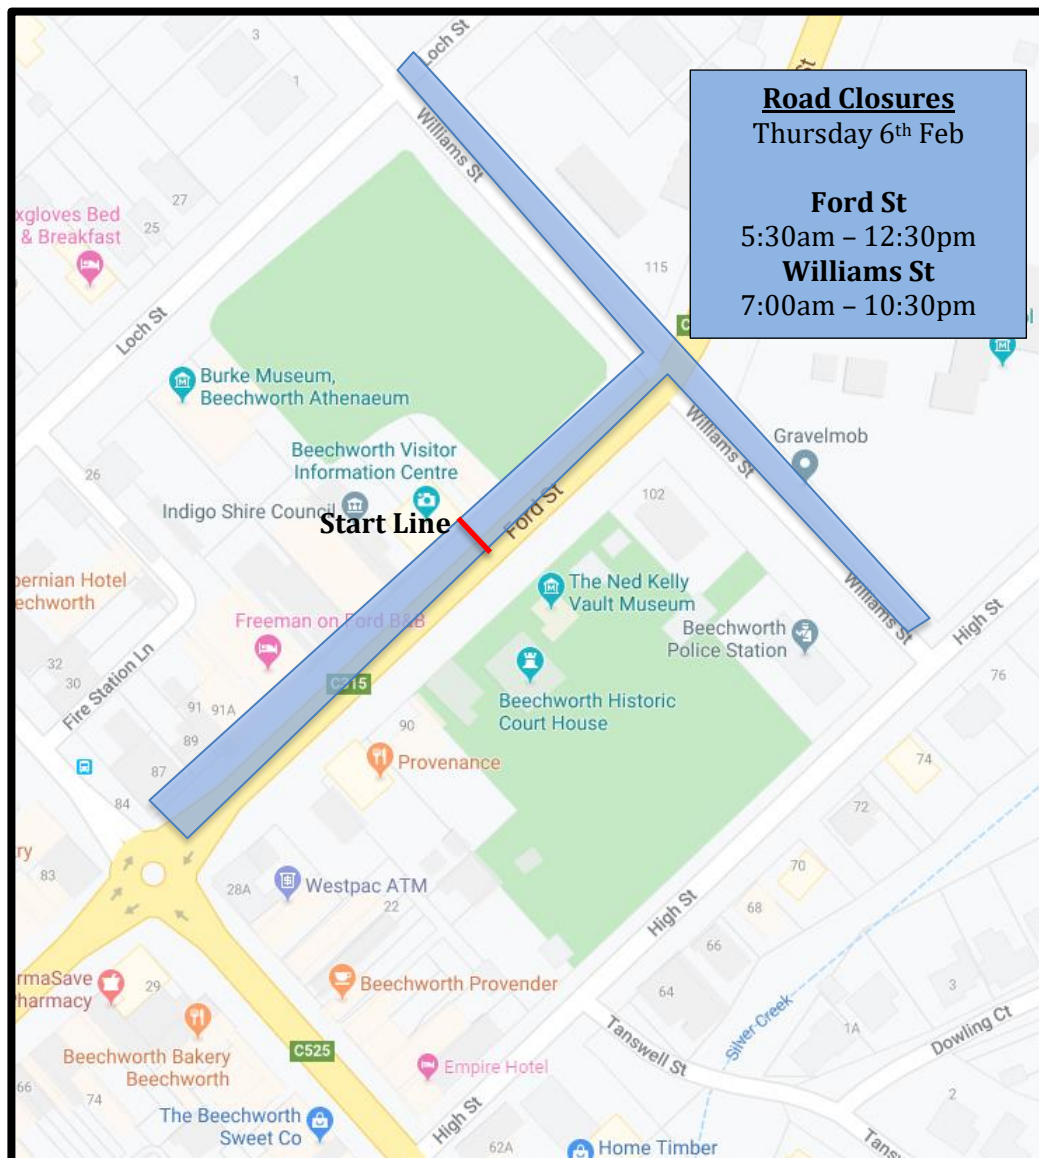 Loch St
3
1
St
Road Closures
Thursday 6th Feb
Ford St
5:30am – 12:30pm
Williams St
7:00am – 10:30pm
Williams St
27
25
xgloves Bed
& Breakfast
115
Loch St
C
ol
Burke Museum,
Beechworth Athenaeum
Williams St
Gravelmob
Beechworth Visitor
Information Centre
26
102
Indigo Shire Council
Start Line
Ford St
pernian Hotel
eechworth
The Ned Kelly
Vault Museum
Williams St
High St
Freeman on Ford B&B
Beechworth
Police Station
32
30
Fire Station Ln
C315
76
91
91A
Beechworth Historic
Court House
90
89
Provenance
74
87
84
72
ry
83
28A
Westpac ATM
22
70
68
High St
66
rmaSave
harmacy
29
Beechworth Provender
64
3
Silver Creek
1A
Dowling Ct
Tanswell St
Beechworth Bakery
Beechworth
C525
Empire Hotel
66
74
2
The Beechworth
Sweet Co
High St
62A
Home Timber
Tansw